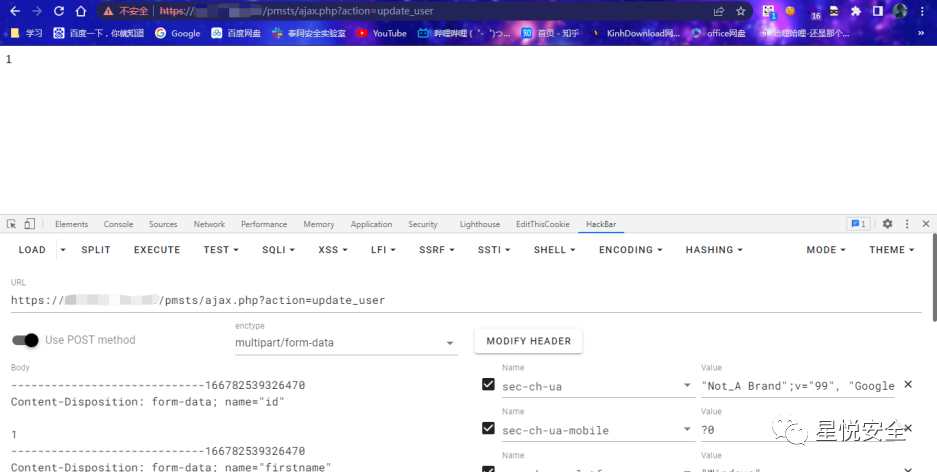 不安全 https:// /pmsts/ajax.php?action=update_user
1 16
学习 百度一下，你就知道 Google 百度网盘 泰阿安全实验室 YouTube 哔哩哔哩 (゜-゜)つ... 首页 - 知乎 KinhDownload网... office网盘 哈哩哈哩-还是那个... »
1
Elements Console Sources Network Performance Memory Application Security Lighthouse EditThisCookie HackBar 1
LOAD SPLIT EXECUTE TEST SQLI XSS LFI SSRF SSTI SHELL ENCODING HASHING MODE THEME
URL
https:// /pmsts/ajax.php?action=update_user
Use POST method
enctype
multipart/form-data
MODIFY HEADER
Body
-----------------------------166782539326470
Content-Disposition: form-data; name="id"
1
-----------------------------166782539326470
Content-Disposition: form-data; name="firstname"
Name Value
sec-ch-ua "Not_A Brand";v="99", "Google
Name Value
sec-ch-ua-mobile ?0
Name Value
"Windows"
星悦安全